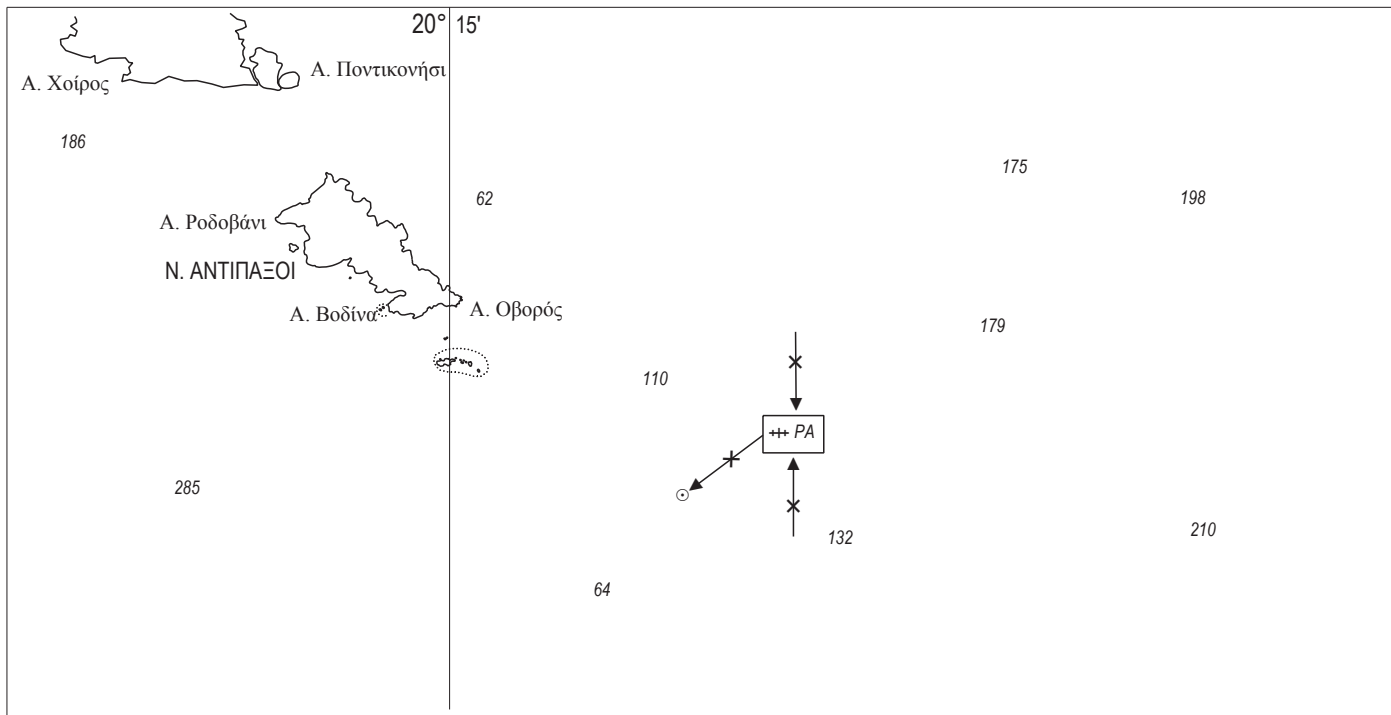 20° 15'
Α. Ποντικονήσι
Α. Χοίρος
186
175
62
198
Α. Ροδοβάνι
Ν. ΑΝΤΙΠΑΞΟΙ
Α. Βοδίνα
Α. Οβορός
179
110
PA
285
132
210
64